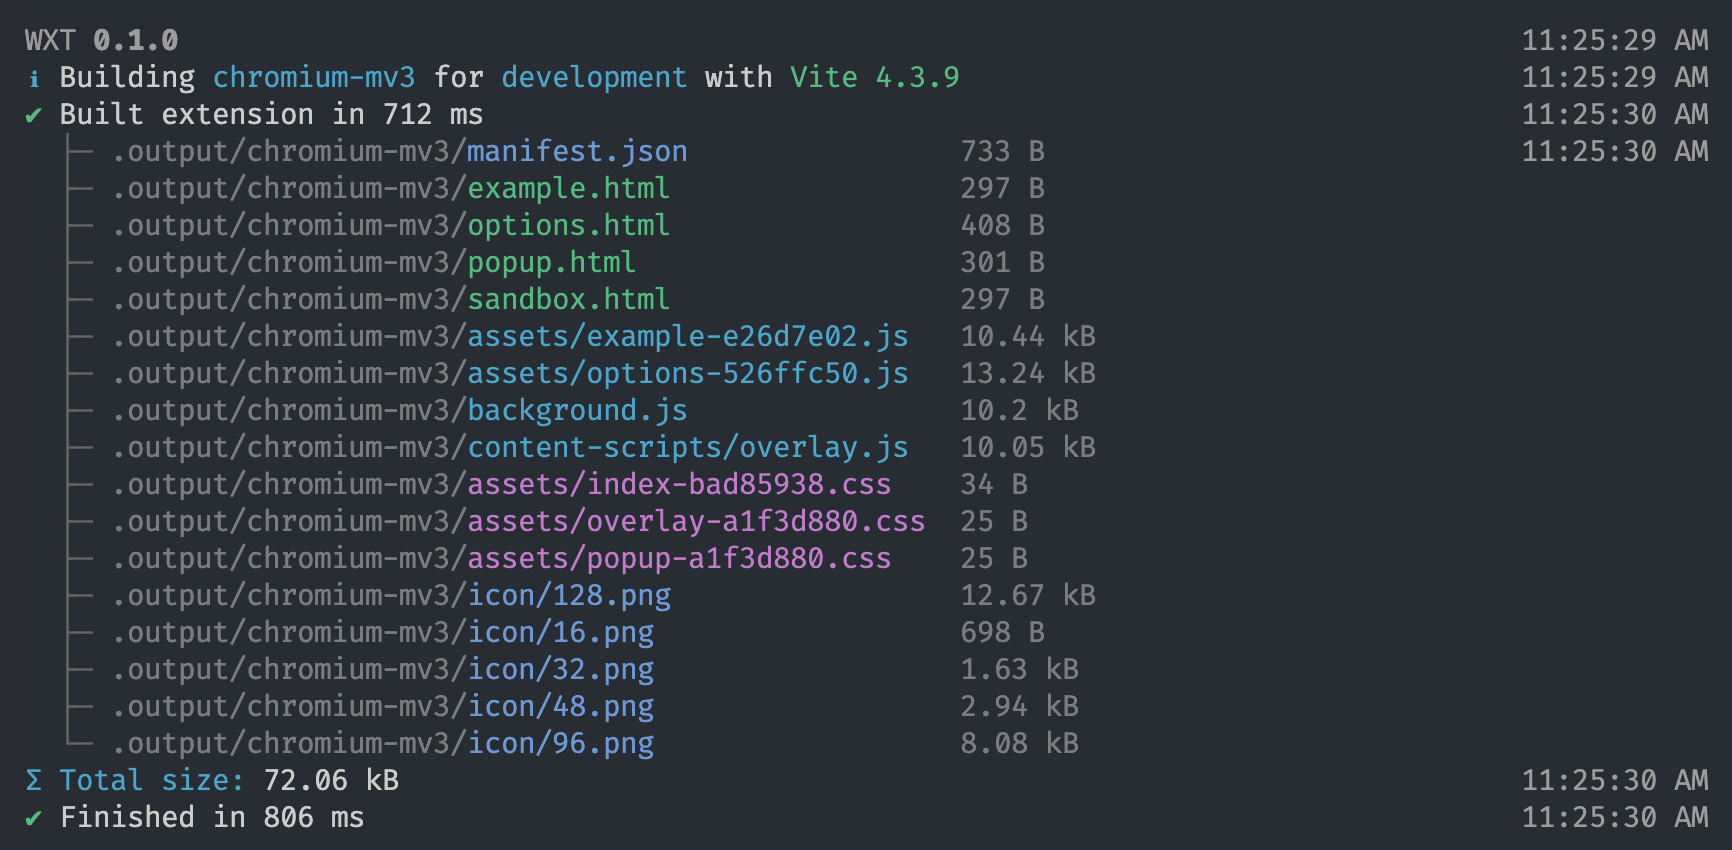 WXT 0.1.0 11:25:29 AM
ℹ Building chromium-mv3 for development with Vite 4.3.9 11:25:29 AM
✔ Built extension in 712 ms 11:25:30 AM
├─ .output/chromium-mv3/manifest.json 733 B 11:25:30 AM
├─ .output/chromium-mv3/example.html 297 B
├─ .output/chromium-mv3/options.html 408 B
├─ .output/chromium-mv3/popup.html 301 B
├─ .output/chromium-mv3/sandbox.html 297 B
├─ .output/chromium-mv3/assets/example-e26d7e02.js 10.44 kB
├─ .output/chromium-mv3/assets/options-526ffc50.js 13.24 kB
├─ .output/chromium-mv3/background.js 10.2 kB
├─ .output/chromium-mv3/content-scripts/overlay.js 10.05 kB
├─ .output/chromium-mv3/assets/index-bad85938.css 34 B
├─ .output/chromium-mv3/assets/overlay-a1f3d880.css 25 B
├─ .output/chromium-mv3/assets/popup-a1f3d880.css 25 B
├─ .output/chromium-mv3/icon/128.png 12.67 kB
├─ .output/chromium-mv3/icon/16.png 698 B
├─ .output/chromium-mv3/icon/32.png 1.63 kB
├─ .output/chromium-mv3/icon/48.png 2.94 kB
└─ .output/chromium-mv3/icon/96.png 8.08 kB
Σ Total size: 72.06 kB 11:25:30 AM
✔ Finished in 806 ms 11:25:30 AM